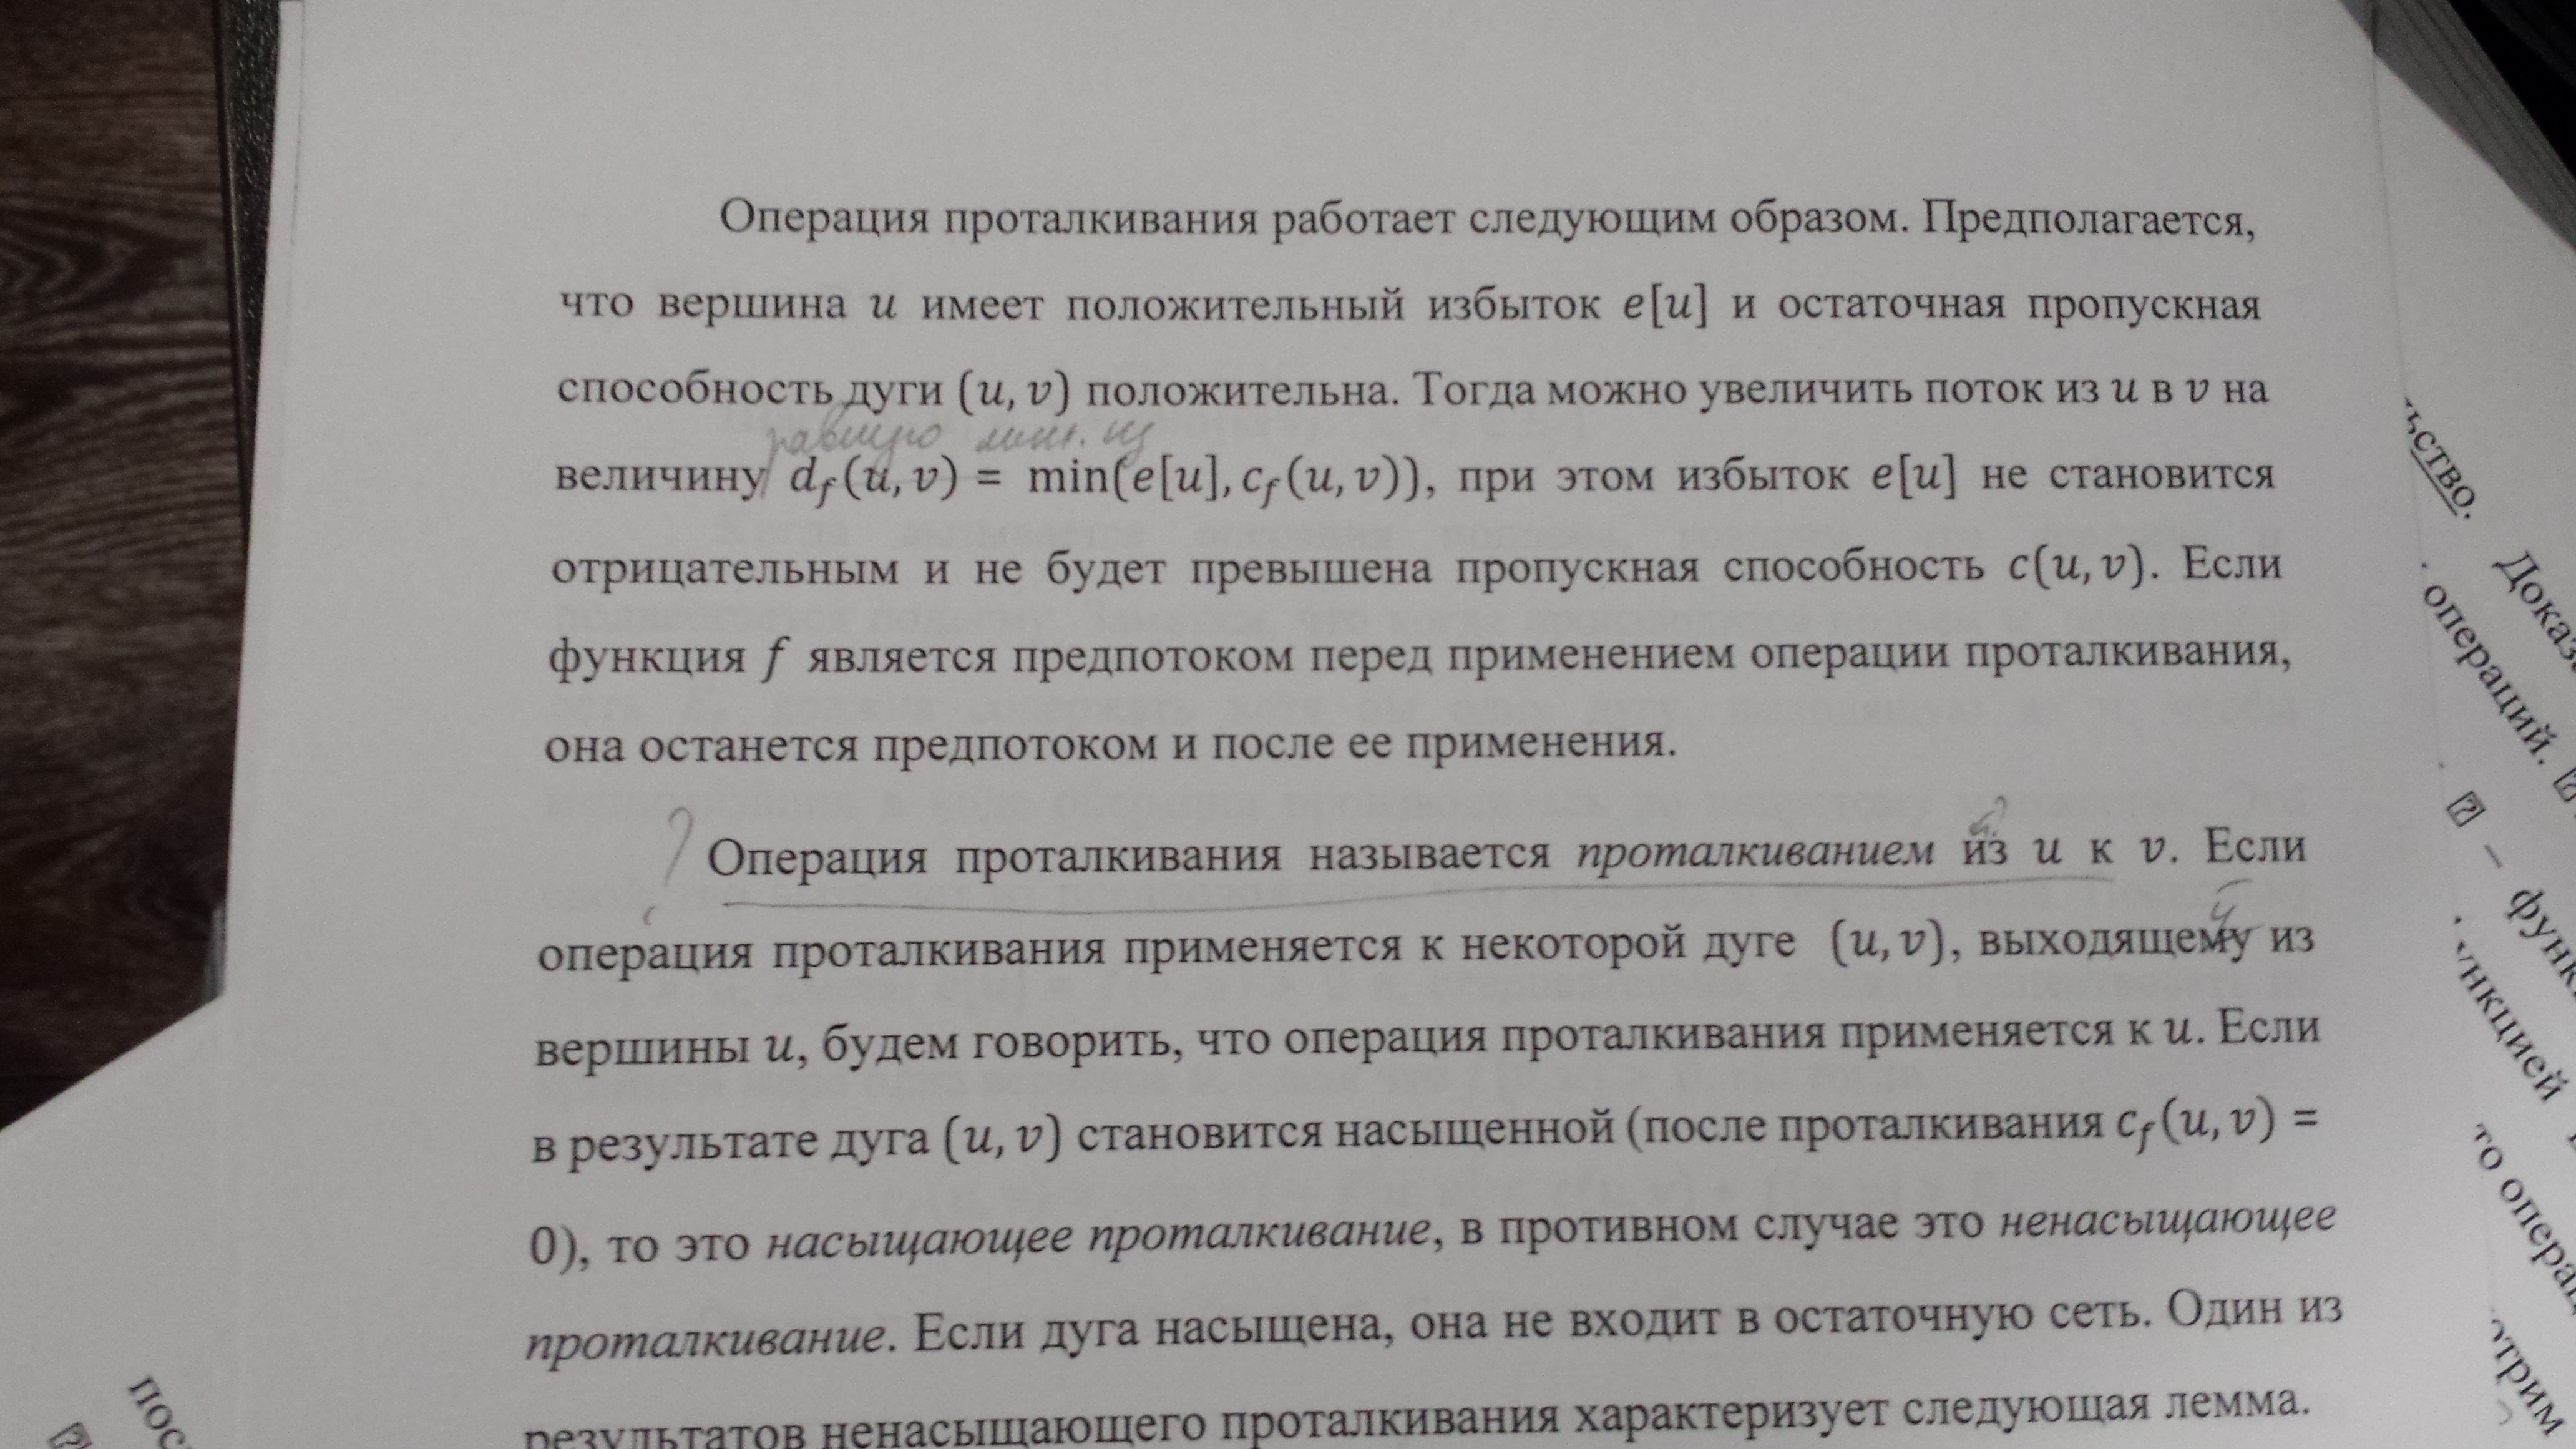 Операция проталкивания работает следующим образом. Предполагается,
что вершина u имеет положительный избыток e[u] и остаточная пропускная
способность дуги (u, v) положительна. Тогда можно увеличить поток из u в v на
равную мин. из
величину d_f(u, v) = min(e[u], c_f(u, v)), при этом избыток e[u] не становится
отрицательным и не будет превышена пропускная способность c(u, v). Если
функция f является предпотоком перед применением операции проталкивания,
она останется предпотоком и после ее применения.
?
Операция проталкивания называется проталкиванием из u к v. Если
операция проталкивания применяется к некоторой дуге (u, v), выходящему из
вершины u, будем говорить, что операция проталкивания применяется к u. Если
в результате дуга (u, v) становится насыщенной (после проталкивания c_f(u, v) =
0), то это насыщающее проталкивание, в противном случае это ненасыщающее
проталкивание. Если дуга насыщена, она не входит в остаточную сеть. Один из
результатов ненасыщающего проталкивания характеризует следующая лемма.
ьство.
Доказ
операций.
– функ
нкцией
то опера
отрим
пос